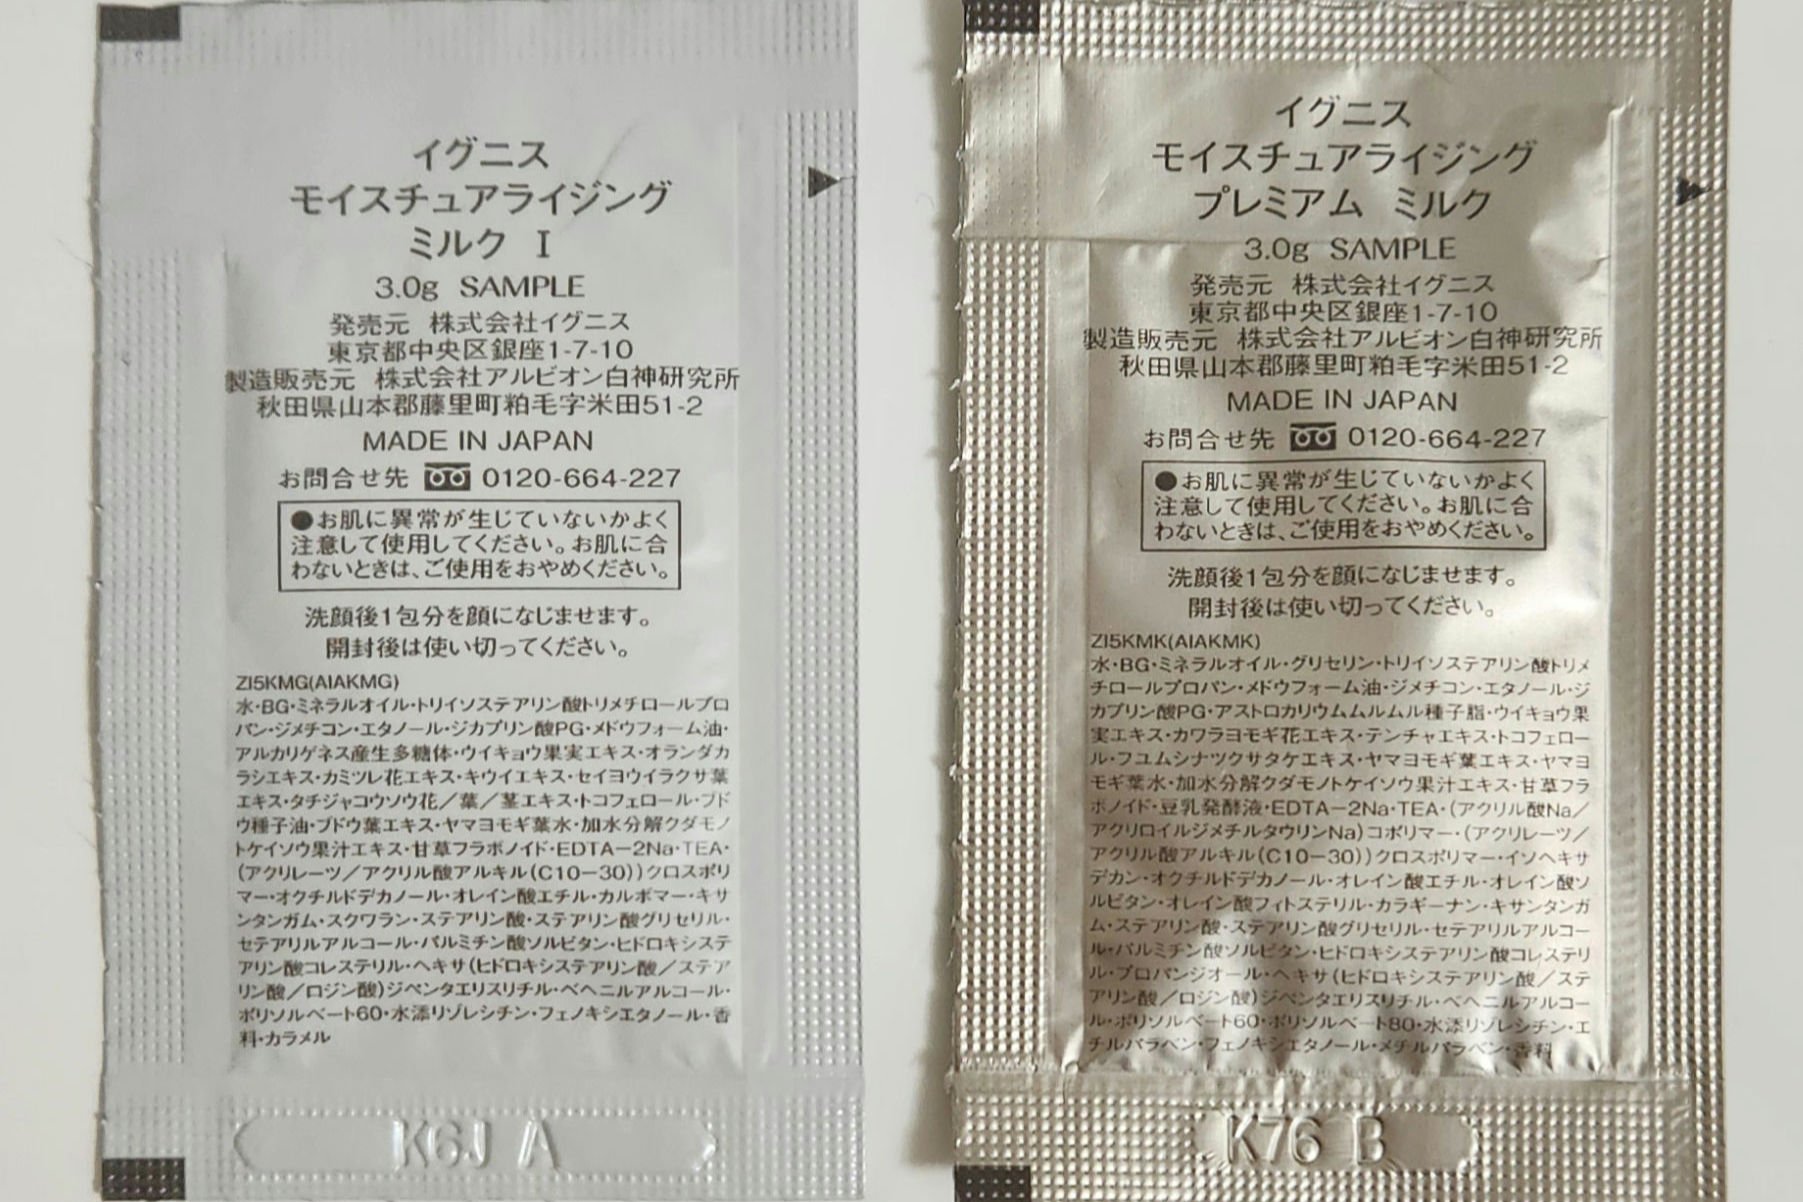 イグニス
モイスチュアライジング
ミルク I
3.0g SAMPLE
発売元 株式会社イグニス
東京都中央区銀座1-7-10
製造販売元 株式会社アルビオン白神研究所
秋田県山本郡藤里町粕毛字米田51-2
MADE IN JAPAN
お問合せ先 0120-664-227
●お肌に異常が生じていないかよく
注意して使用してください。お肌に合
わないときは、ご使用をおやめください。
洗顔後1包分を顔になじませます。
開封後は使い切ってください。
ZI5KMG(AIAKMG)
水・BG・ミネラルオイル・トリイソステアリン酸トリメチロールプロ
パン・ジメチコン・エタノール・ジカプリン酸PG・メドウフォーム油・
アルカリゲネス産生多糖体・ウイキョウ果実エキス・オランダカ
ラシエキス・カミツレ花エキス・キウイエキス・セイヨウイラクサ葉
エキス・タチジャコウソウ花／葉／茎エキス・トコフェロール・ブド
ウ種子油・ブドウ葉エキス・ヤマヨモギ葉水・加水分解クダモノ
トケイソウ果汁エキス・甘草フラボノイド・EDTA－2Na・TEA・
(アクリレーツ／アクリル酸アルキル(C10－30))クロスポリ
マー・オクチルドデカノール・オレイン酸エチル・カルボマー・キサ
ンタンガム・スクワラン・ステアリン酸・ステアリン酸グリセリル・
セテアリルアルコール・パルミチン酸ソルビタン・ヒドロキシステ
アリン酸コレステリル・ヘキサ(ヒドロキシステアリン酸／ステア
リン酸／ロジン酸)ジペンタエリスリチル・ベヘニルアルコール・
ポリソルベート60・水添リゾレシチン・フェノキシエタノール・香
料・カラメル
K6J A
イグニス
モイスチュアライジング
プレミアム ミルク
3.0g SAMPLE
発売元 株式会社イグニス
東京都中央区銀座1-7-10
製造販売元 株式会社アルビオン白神研究所
秋田県山本郡藤里町粕毛字米田51-2
MADE IN JAPAN
お問合せ先 0120-664-227
●お肌に異常が生じていないかよく
注意して使用してください。お肌に合
わないときは、ご使用をおやめください。
洗顔後1包分を顔になじませます。
開封後は使い切ってください。
ZI5KMK(AIAKMK)
水・BG・ミネラルオイル・グリセリン・トリイソステアリン酸トリメ
チロールプロパン・メドウフォーム油・ジメチコン・エタノール・ジ
カプリン酸PG・アストロカリウムムルムル種子脂・ウイキョウ果
実エキス・カワラヨモギ花エキス・テンチャエキス・トコフェロー
ル・フユムシナツクサタケエキス・ヤマヨモギ葉エキス・ヤマヨ
モギ葉水・加水分解クダモノトケイソウ果汁エキス・甘草フラ
ボノイド・豆乳発酵液・EDTA－2Na・TEA・(アクリル酸Na／
アクリロイルジメチルタウリンNa)コポリマー・(アクリレーツ／
アクリル酸アルキル(C10－30))クロスポリマー・イソヘキサ
デカン・オクチルドデカノール・オレイン酸エチル・オレイン酸ソ
ルビタン・オレイン酸フィトステリル・カラギーナン・キサンタンガ
ム・ステアリン酸・ステアリン酸グリセリル・セテアリルアルコー
ル・パルミチン酸ソルビタン・ヒドロキシステアリン酸コレステリ
ル・プロパンジオール・ヘキサ(ヒドロキシステアリン酸／ステ
アリン酸／ロジン酸)ジペンタエリスリチル・ベヘニルアルコー
ル・ポリソルベート60・ポリソルベート80・水添リゾレシチン・エ
チルパラベン・フェノキシエタノール・メチルパラベン・香料
K76 B